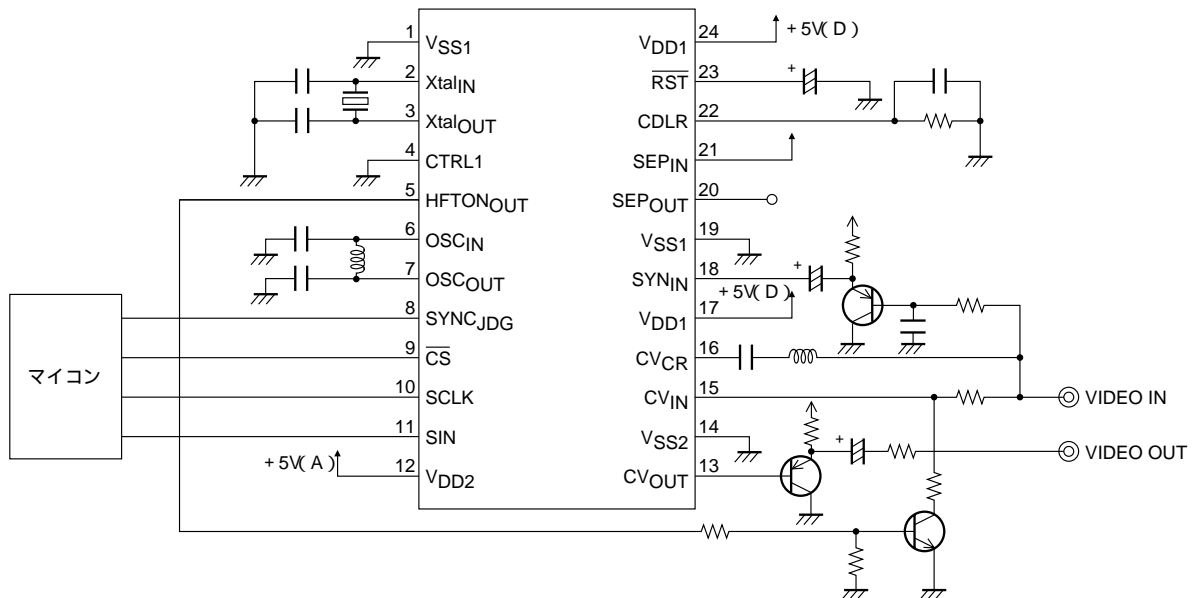 1 VSS1
2 XtalIN
3 XtalOUT
4 CTRL1
5 HFTONOUT
6 OSCIN
7 OSCOUT
8 SYNCJDG
9 C̅S̅
10 SCLK
11 SIN
12 VDD2
+5V(A)
マイコン
VDD1 24
+5V(D)
R̅S̅T̅ 23
+
CDLR 22
SEPIN 21
SEPOUT 20
VSS1 19
SYNIN 18
+
+5V(D)
VDD1 17
CVCR 16
CVIN 15
VIDEO IN
VSS2 14
+
VIDEO OUT
CVOUT 13